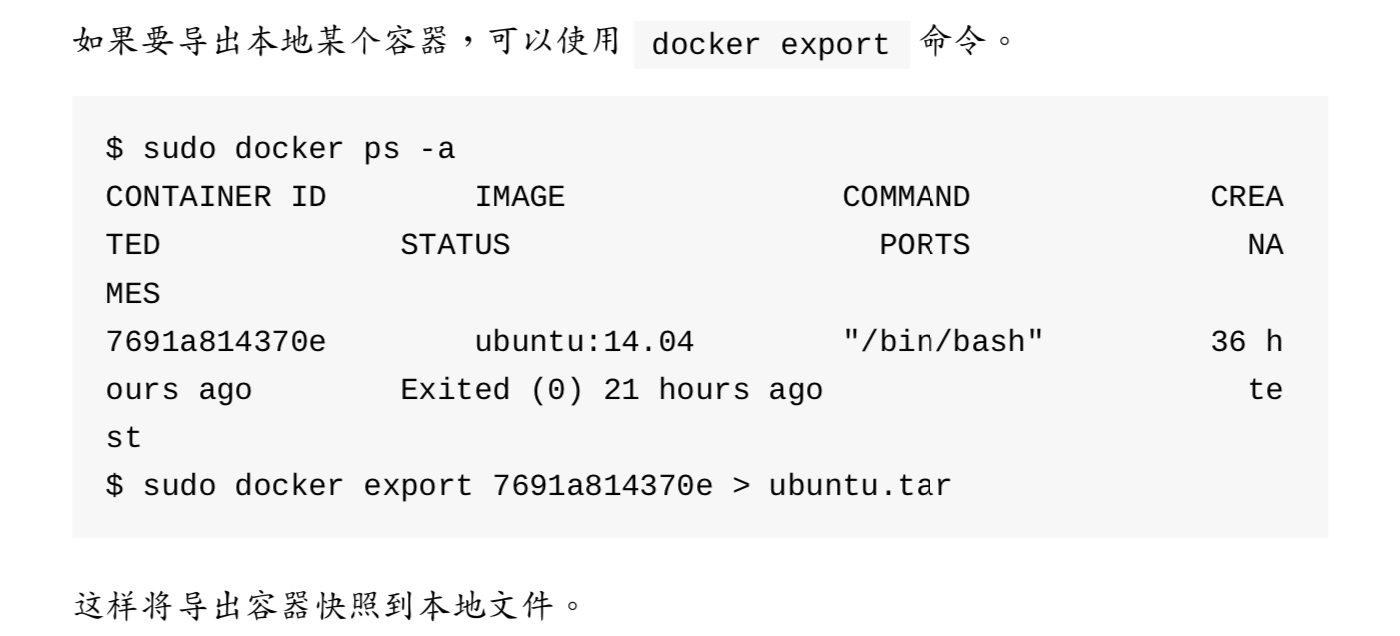 如果要导出本地某个容器，可以使用 docker export 命令。
$ sudo docker ps -a
CONTAINER ID        IMAGE               COMMAND             CREA
TED             STATUS                    PORTS               NA
MES
7691a814370e        ubuntu:14.04        "/bin/bash"         36 h
ours ago        Exited (0) 21 hours ago                       te
st
$ sudo docker export 7691a814370e > ubuntu.tar
这样将导出容器快照到本地文件。